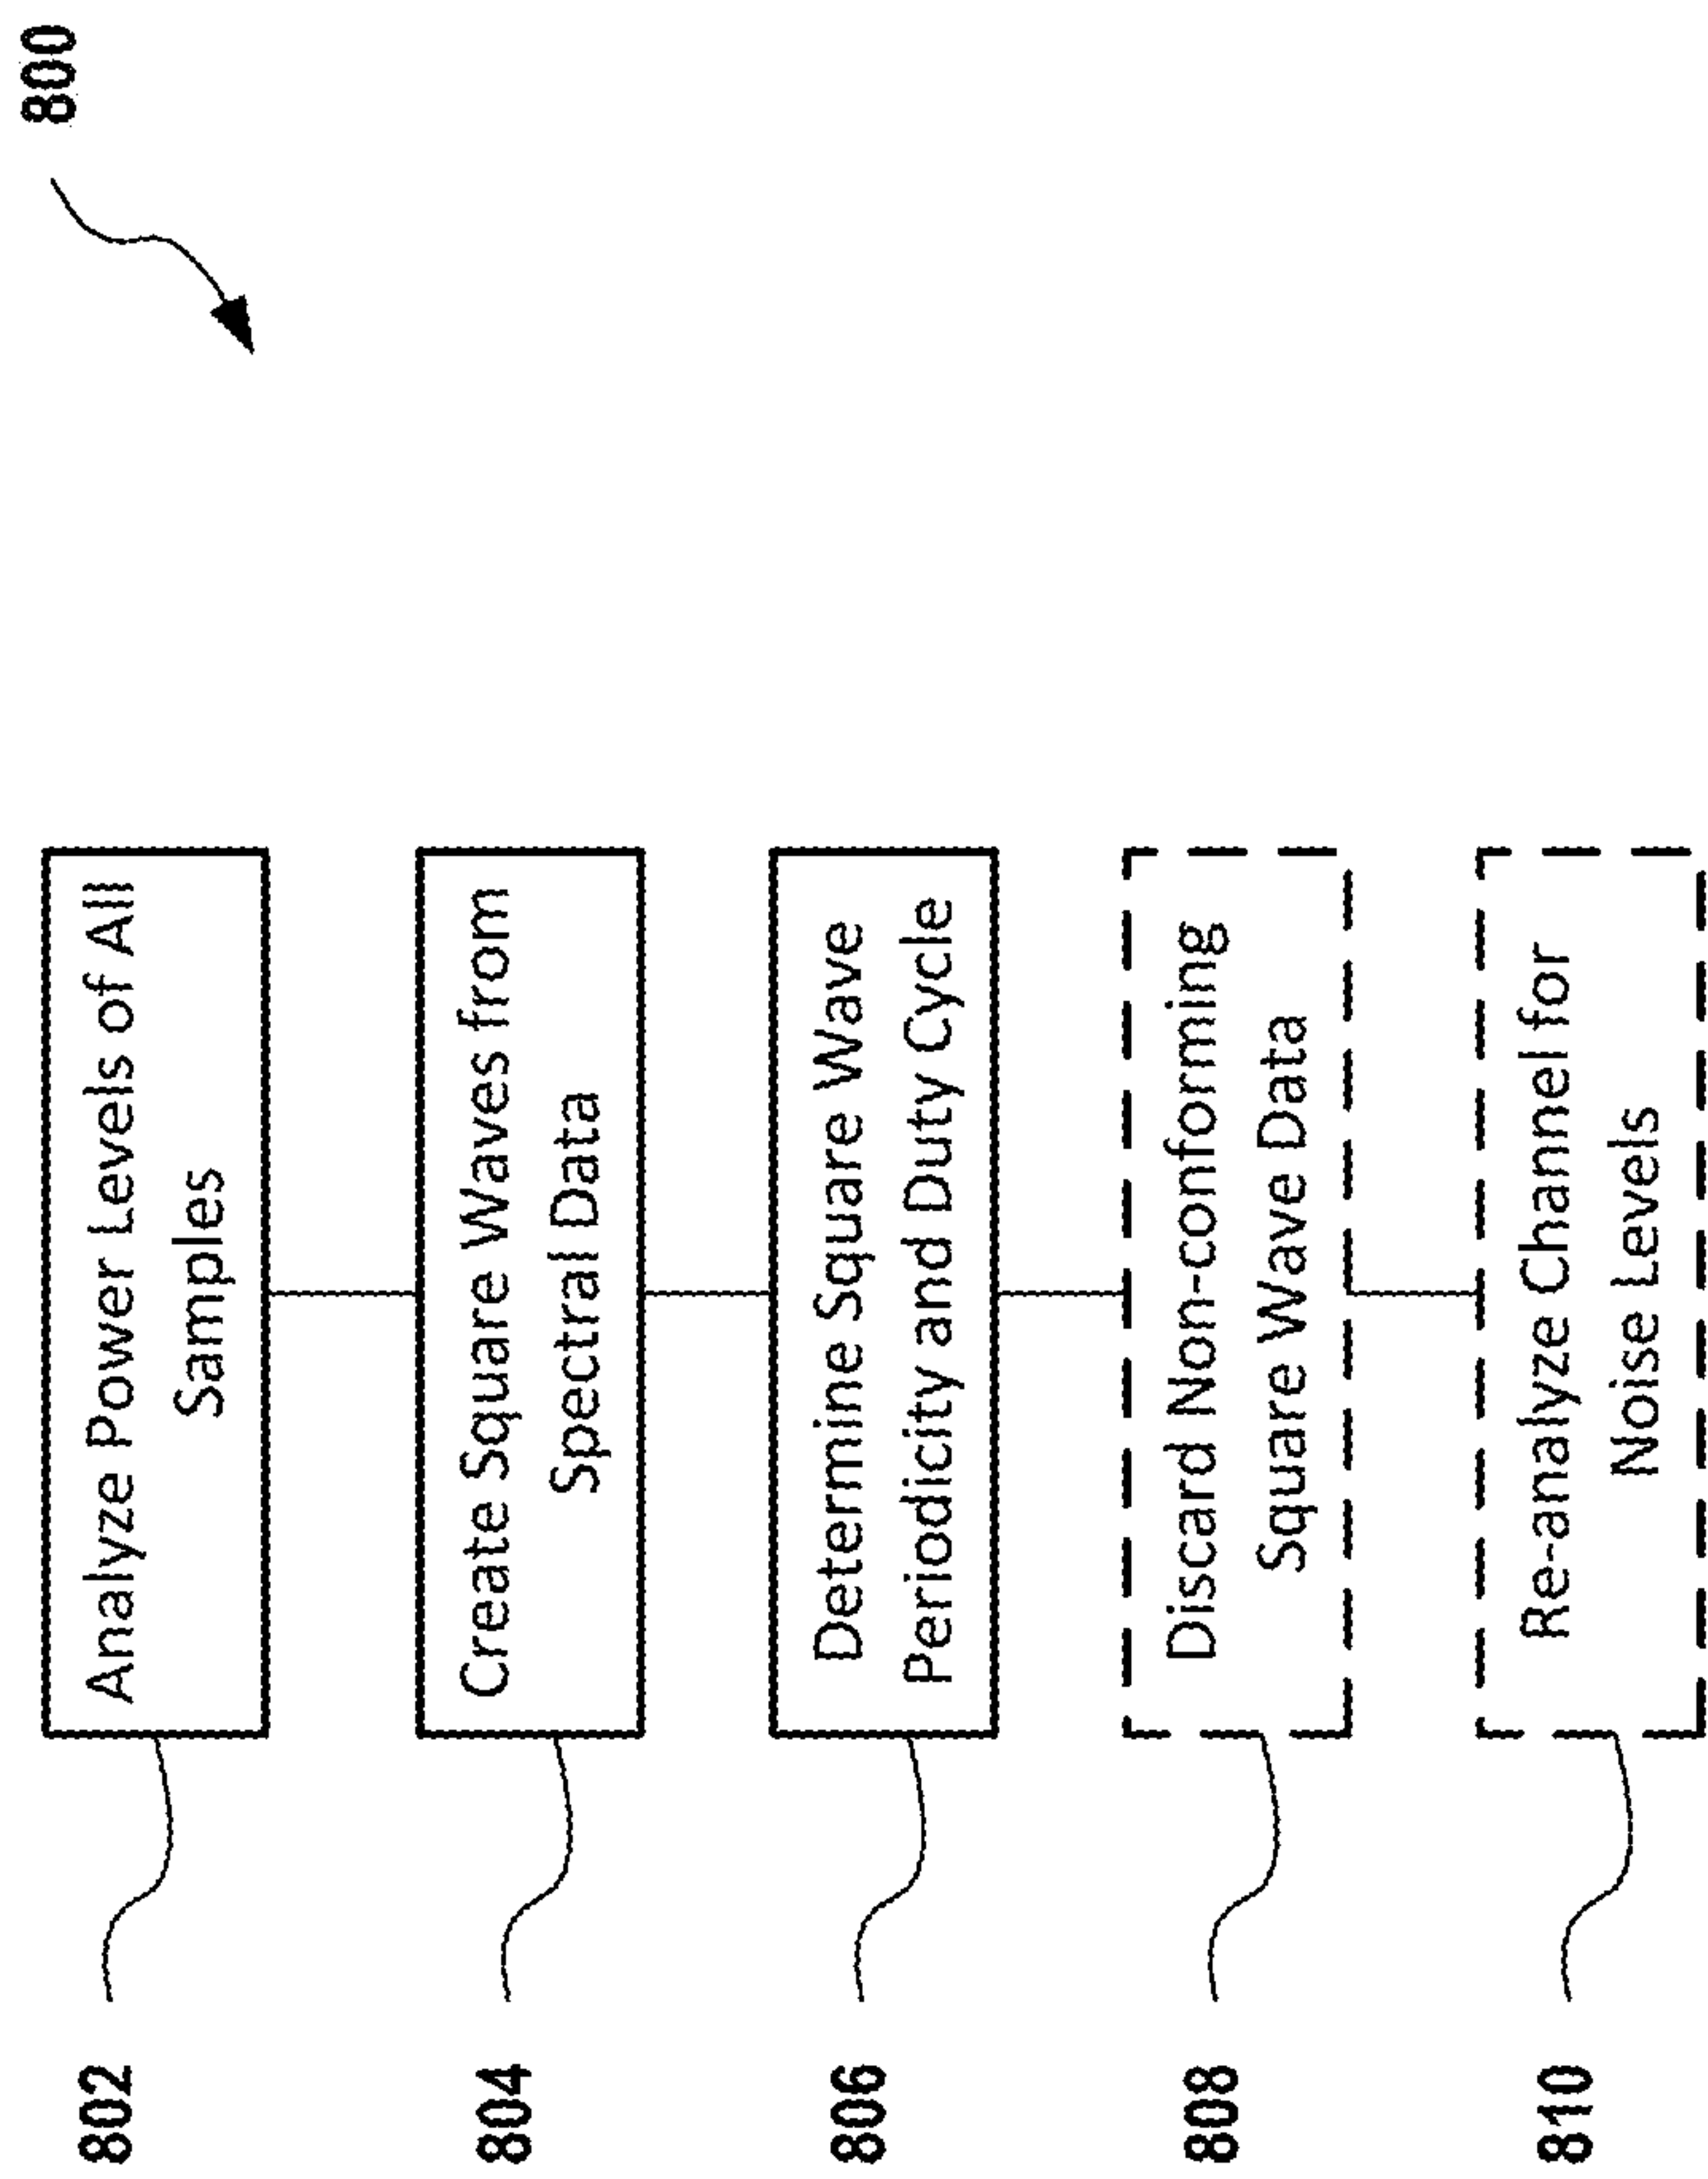 800
802
Analyze Power Levels of All
Samples
804
Create Square Waves from
Spectral Data
806
Determine Square Wave
Periodicity and Duty Cycle
808
Discard Non-conforming
Square Wave Data
810
Re-analyze Channel for
Noise Levels